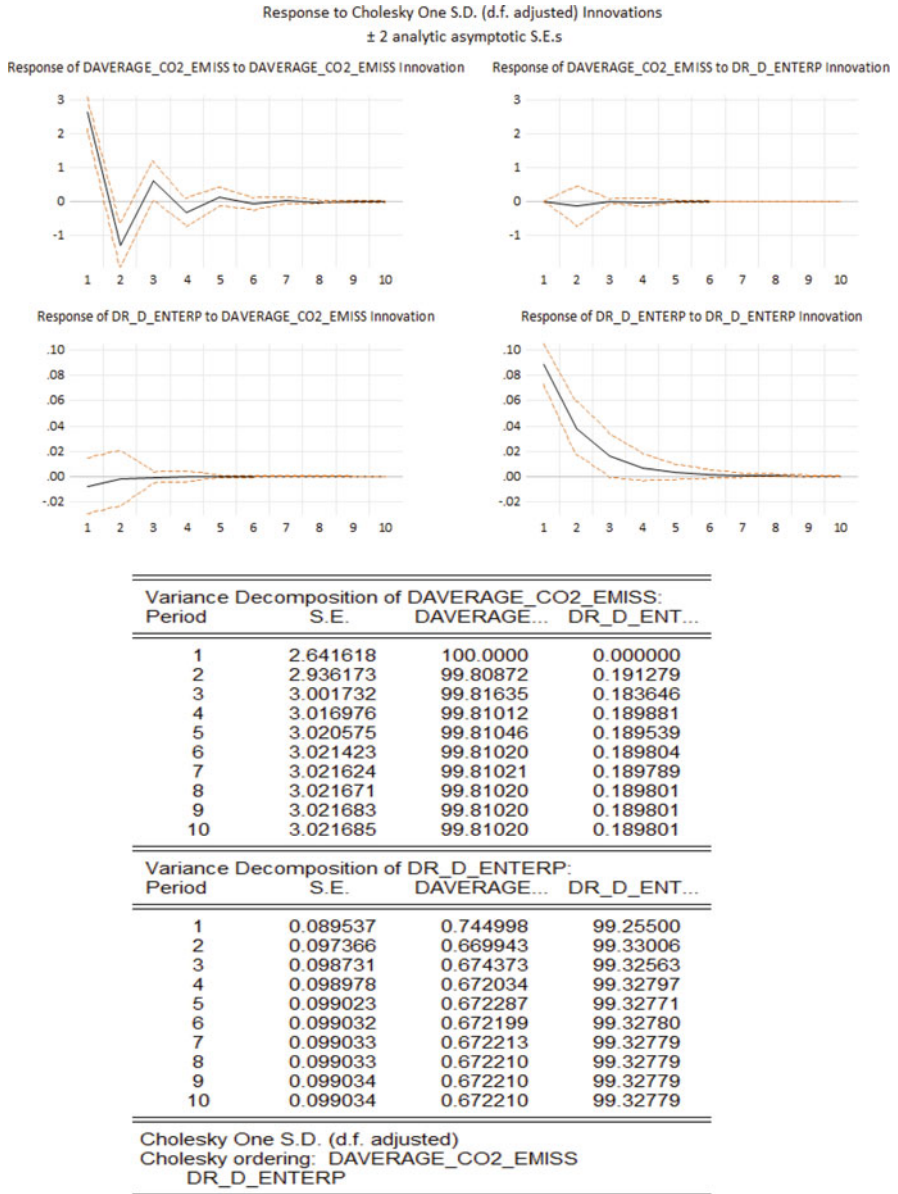 Response to Cholesky One S.D. (d.f. adjusted) Innovations
± 2 analytic asymptotic S.E.s
Response of DAVERAGE_CO2_EMISS to DAVERAGE_CO2_EMISS Innovation
3
2
1
0
-1
1 2 3 4 5 6 7 8 9 10
Response of DAVERAGE_CO2_EMISS to DR_D_ENTERP Innovation
3
2
1
0
-1
1 2 3 4 5 6 7 8 9 10
Response of DR_D_ENTERP to DAVERAGE_CO2_EMISS Innovation
.10
.08
.06
.04
.02
.00
-.02
1 2 3 4 5 6 7 8 9 10
Response of DR_D_ENTERP to DR_D_ENTERP Innovation
.10
.08
.06
.04
.02
.00
-.02
1 2 3 4 5 6 7 8 9 10
Variance Decomposition of DAVERAGE_CO2_EMISS:
Period S.E. DAVERAGE... DR_D_ENT...
1 2.641618 100.0000 0.000000
2 2.936173 99.80872 0.191279
3 3.001732 99.81635 0.183646
4 3.016976 99.81012 0.189881
5 3.020575 99.81046 0.189539
6 3.021423 99.81020 0.189804
7 3.021624 99.81021 0.189789
8 3.021671 99.81020 0.189801
9 3.021683 99.81020 0.189801
10 3.021685 99.81020 0.189801
Variance Decomposition of DR_D_ENTERP:
Period S.E. DAVERAGE... DR_D_ENT...
1 0.089537 0.744998 99.25500
2 0.097366 0.669943 99.33006
3 0.098731 0.674373 99.32563
4 0.098978 0.672034 99.32797
5 0.099023 0.672287 99.32771
6 0.099032 0.672199 99.32780
7 0.099033 0.672213 99.32779
8 0.099033 0.672210 99.32779
9 0.099034 0.672210 99.32779
10 0.099034 0.672210 99.32779
Cholesky One S.D. (d.f. adjusted)
Cholesky ordering: DAVERAGE_CO2_EMISS
DR_D_ENTERP